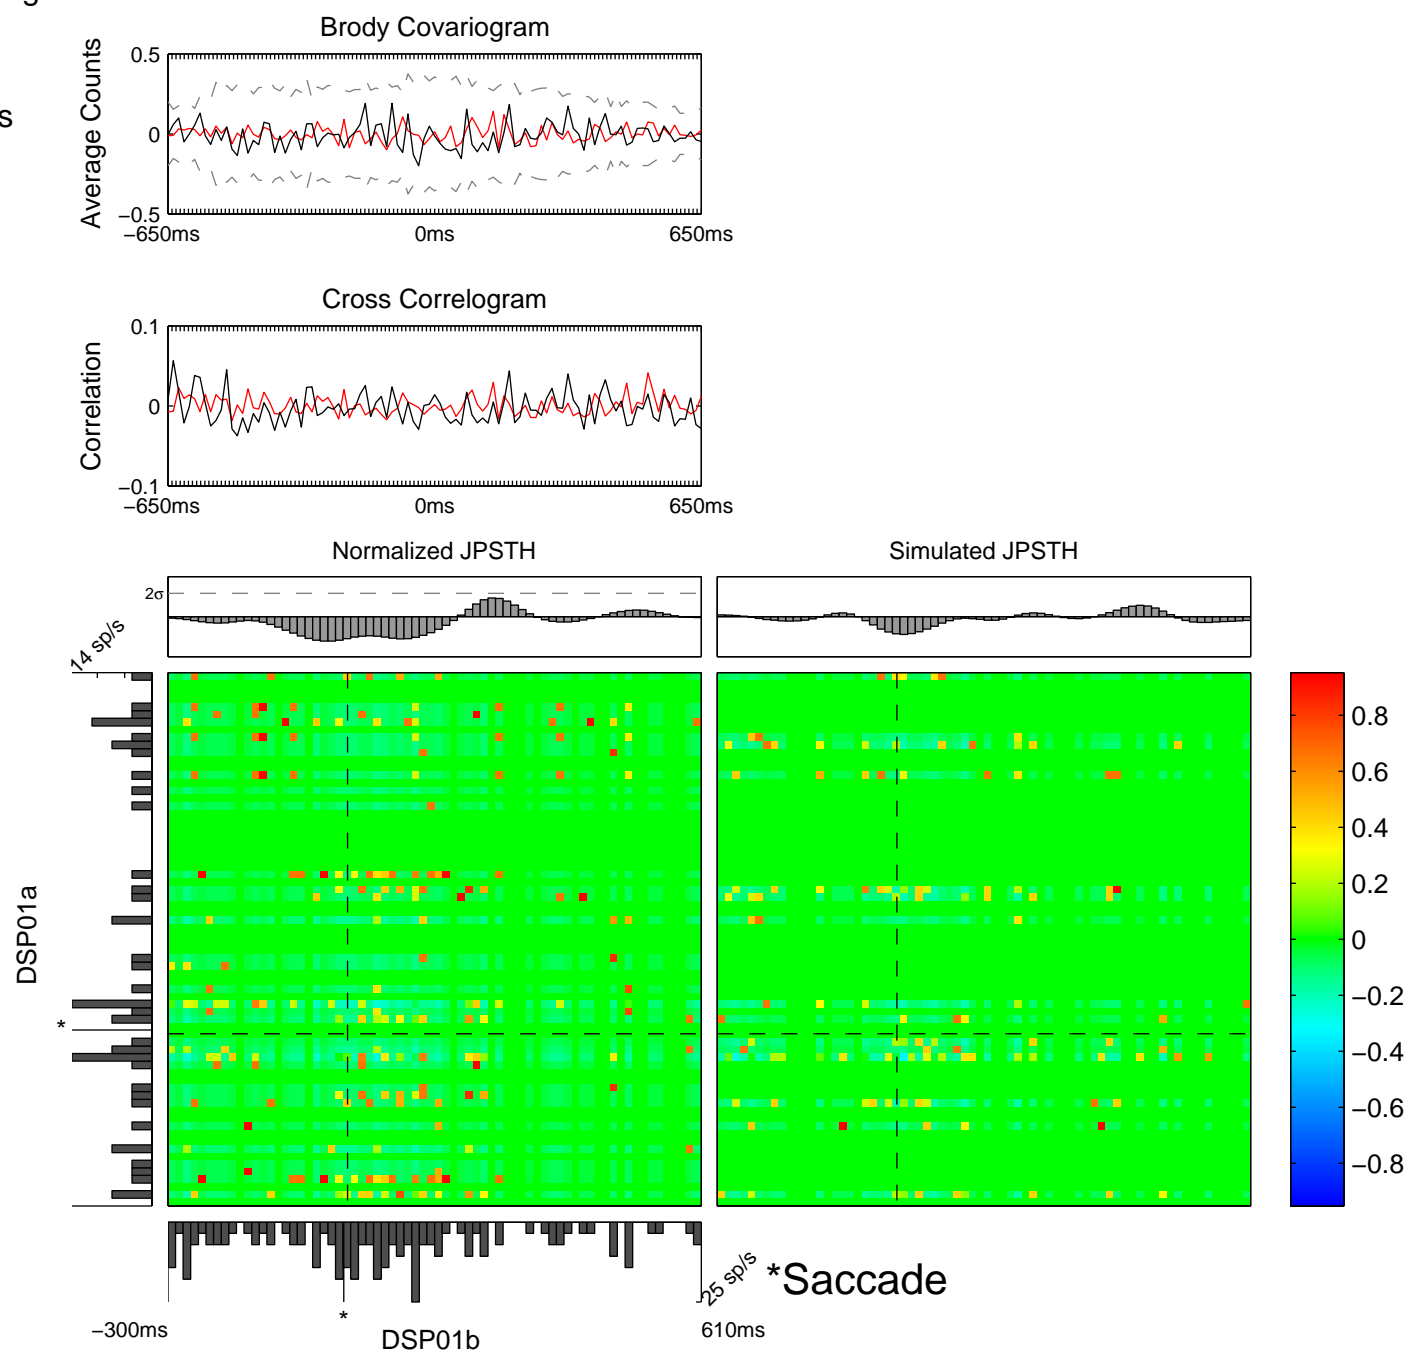 g
Brody Covariogram
s
Average Counts
0.5
0
−0.5
−650ms 0ms 650ms
Cross Correlogram
Correlation
0.1
0
−0.1
−650ms 0ms 650ms
Normalized JPSTH
Simulated JPSTH
2σ
14 sp/s
DSP01a
*
0.8
0.6
0.4
0.2
0
−0.2
−0.4
−0.6
−0.8
25 sp/s
*Saccade
*
−300ms
DSP01b
610ms